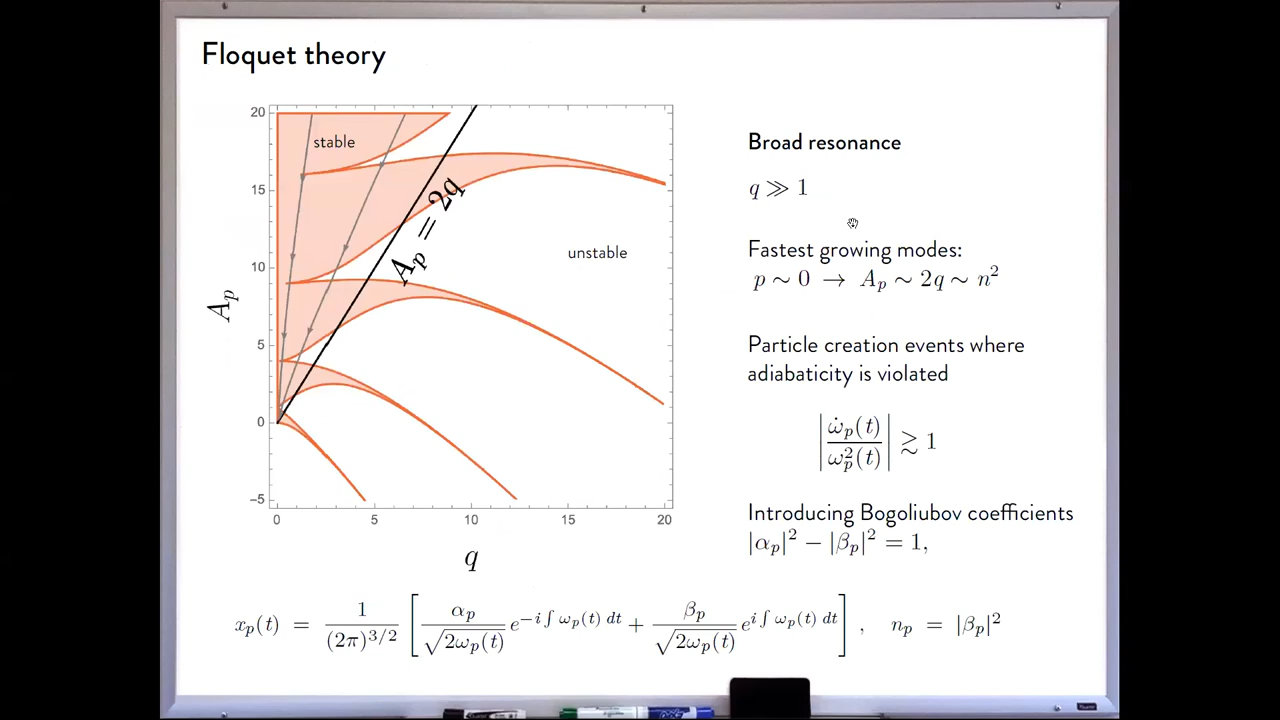 Floquet theory
20
15
10
5
0
−5
0 5 10 15 20
A_p
q
stable
unstable
A_p = 2q
Broad resonance
q ≫ 1
Fastest growing modes:
p ∼ 0 → A_p ∼ 2q ∼ n²
Particle creation events where
adiabaticity is violated
|ω̇_p(t) / ω_p²(t)| ≳ 1
Introducing Bogoliubov coefficients
|α_p|² − |β_p|² = 1,
x_p(t) = 1/(2π)^{3/2} [ α_p/√(2ω_p(t)) e^{−i∫ω_p(t) dt} + β_p/√(2ω_p(t)) e^{i∫ω_p(t) dt} ] , n_p = |β_p|²